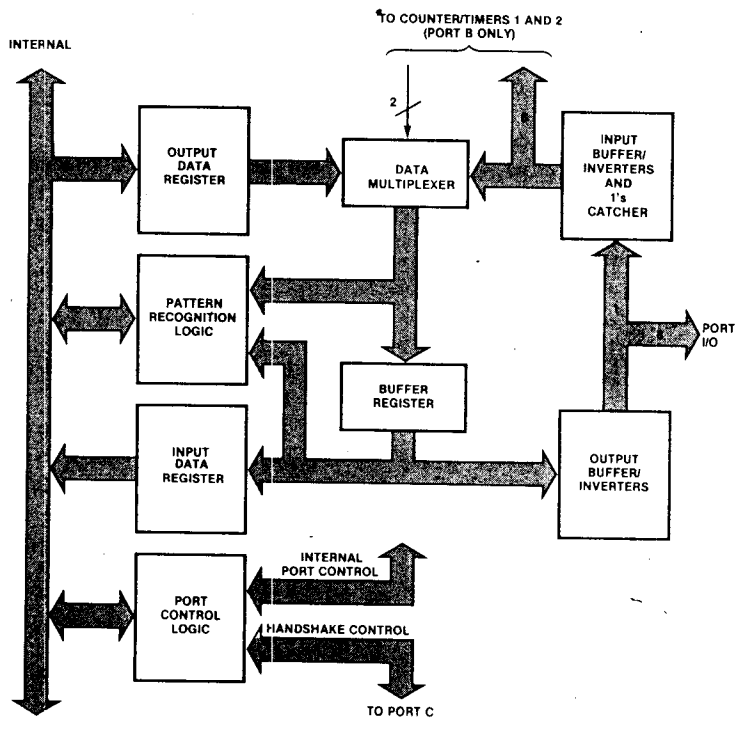 TO COUNTER/TIMERS 1 AND 2
(PORT B ONLY)
INTERNAL
2
8
OUTPUT
DATA
REGISTER
DATA
MULTIPLEXER
INPUT
BUFFER/
INVERTERS
AND
1's
CATCHER
PATTERN
RECOGNITION
LOGIC
8
PORT
I/O
BUFFER
REGISTER
INPUT
DATA
REGISTER
OUTPUT
BUFFER/
INVERTERS
INTERNAL
PORT CONTROL
PORT
CONTROL
LOGIC
HANDSHAKE CONTROL
TO PORT C